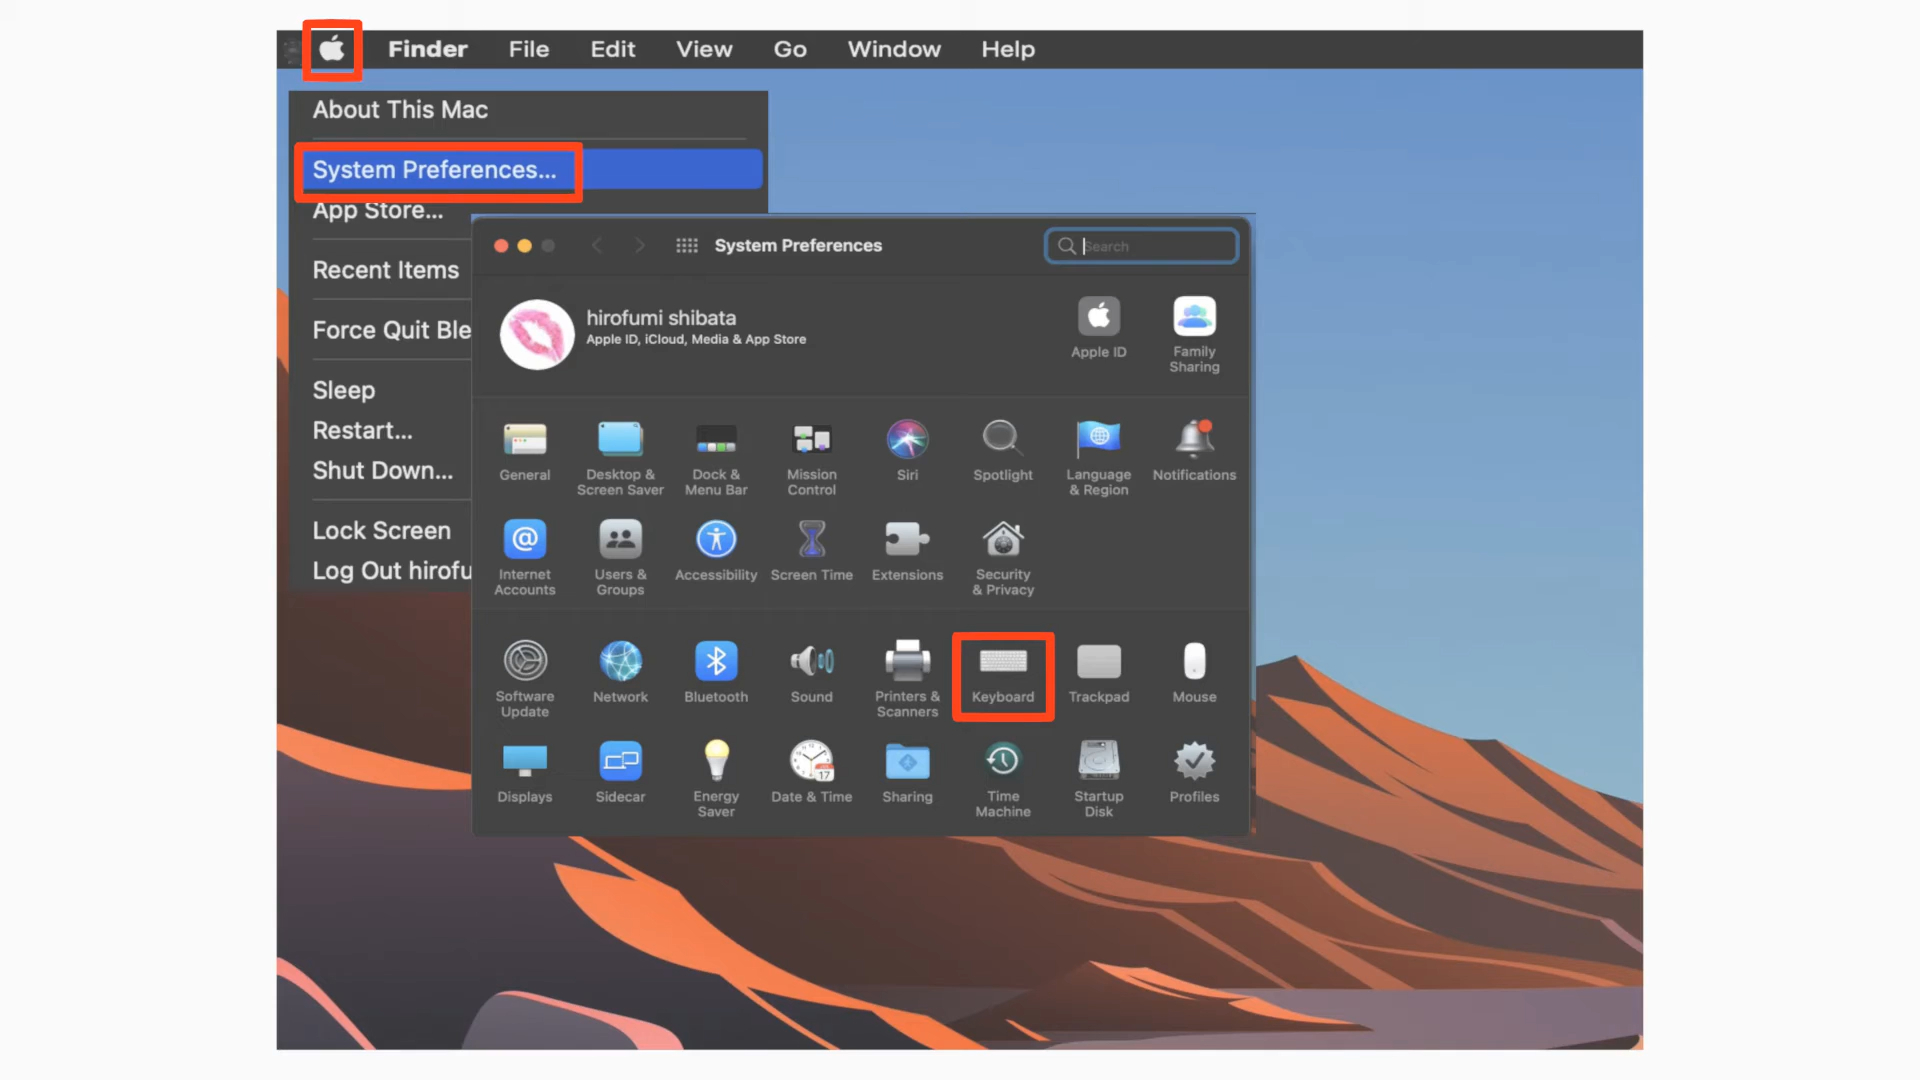 Finder File Edit View Go Window Help
About This Mac
System Preferences...
App Store...
Recent Items
Force Quit Ble
Sleep
Restart...
Shut Down...
Lock Screen
Log Out hirofu
System Preferences
Search
hirofumi shibata
Apple ID, iCloud, Media & App Store
Apple ID
Family
Sharing
General
Desktop &
Screen Saver
Dock &
Menu Bar
Mission
Control
Siri
Spotlight
Language
& Region
Notifications
Internet
Accounts
Users &
Groups
Accessibility
Screen Time
Extensions
Security
& Privacy
Software
Update
Network
Bluetooth
Sound
Printers &
Scanners
Keyboard
Trackpad
Mouse
Displays
Sidecar
Energy
Saver
17
Date & Time
Sharing
Time
Machine
Startup
Disk
Profiles